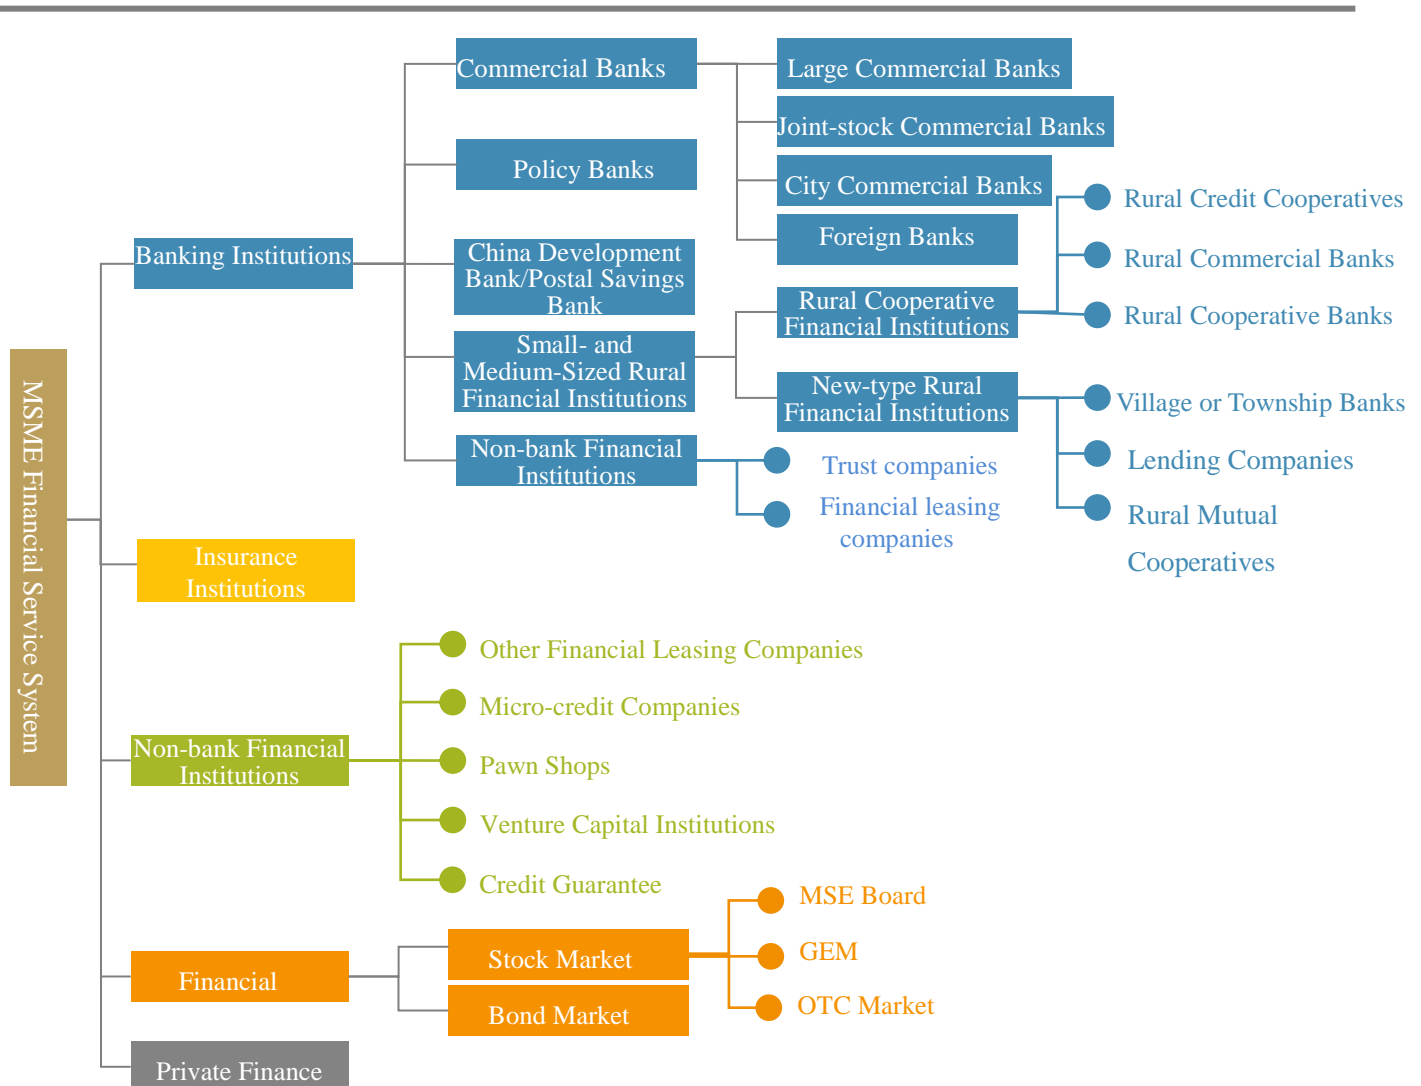 MSME Financial Service System
Banking Institutions
Commercial Banks
Large Commercial Banks
Joint-stock Commercial Banks
City Commercial Banks
Foreign Banks
Policy Banks
China Development
Bank/Postal Savings
Bank
Small- and
Medium-Sized Rural
Financial Institutions
Rural Cooperative
Financial Institutions
Rural Credit Cooperatives
Rural Commercial Banks
Rural Cooperative Banks
New-type Rural
Financial Institutions
Village or Township Banks
Lending Companies
Rural Mutual
Cooperatives
Non-bank Financial
Institutions
Trust companies
Financial leasing
companies
Insurance
Institutions
Non-bank Financial
Institutions
Other Financial Leasing Companies
Micro-credit Companies
Pawn Shops
Venture Capital Institutions
Credit Guarantee
Financial
Stock Market
MSE Board
GEM
OTC Market
Bond Market
Private Finance